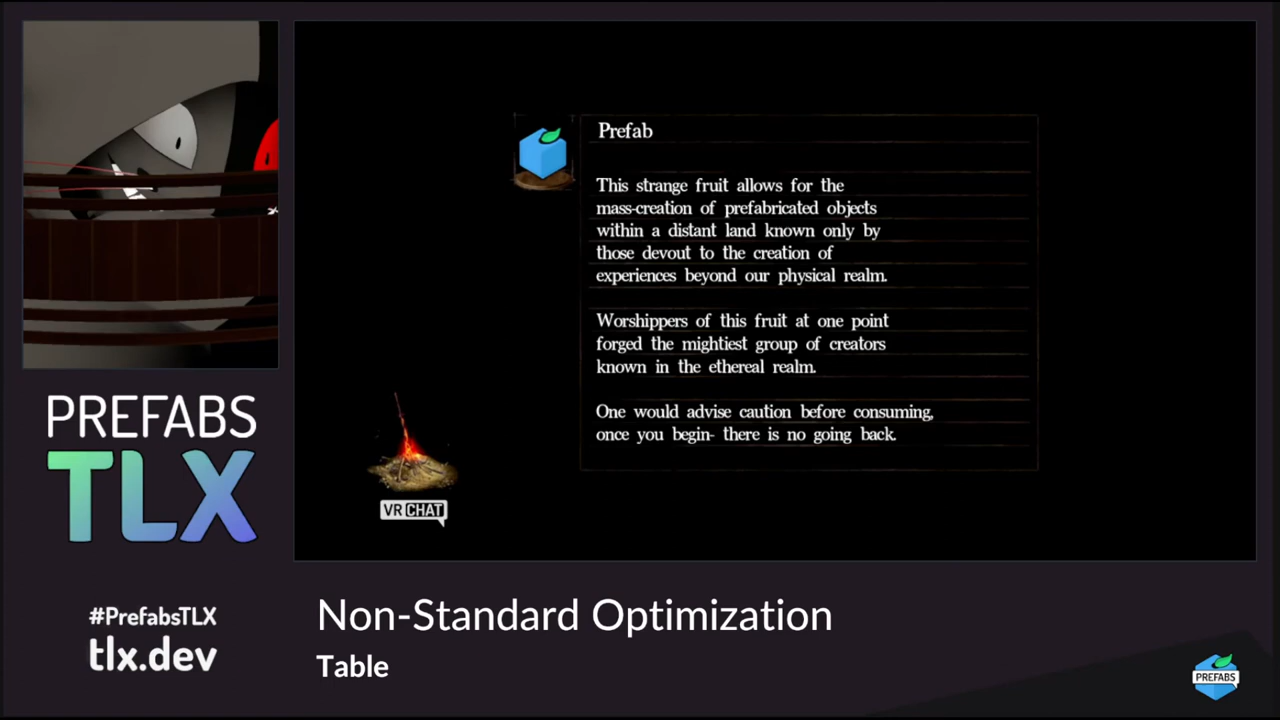 Prefab
This strange fruit allows for the
mass-creation of prefabricated objects
within a distant land known only by
those devout to the creation of
experiences beyond our physical realm.
Worshippers of this fruit at one point
forged the mightiest group of creators
known in the ethereal realm.
One would advise caution before consuming,
once you begin- there is no going back.
VRCHAT
PREFABS
TLX
#PrefabsTLX
tlx.dev
Non-Standard Optimization
Table
PREFABS